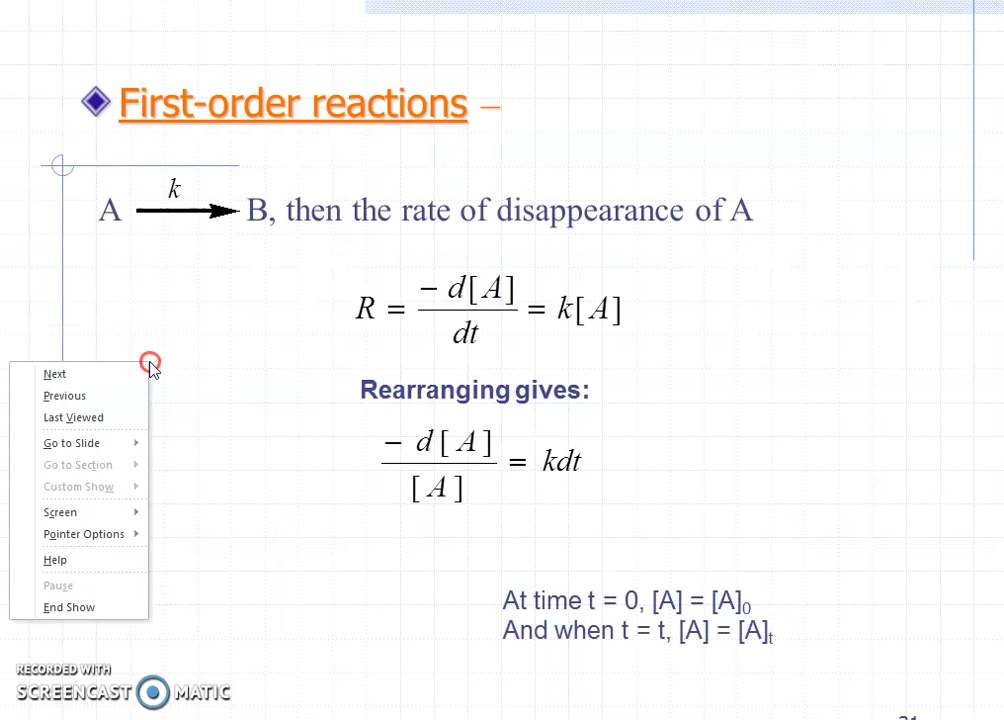 First-order reactions –
k
A → B, then the rate of disappearance of A
R = − d[A] / dt = k[A]
Rearranging gives:
− d[A] / [A] = kdt
At time t = 0, [A] = [A]₀
And when t = t, [A] = [A]ₜ
Next
Previous
Last Viewed
Go to Slide
Go to Section
Custom Show
Screen
Pointer Options
Help
Pause
End Show
RECORDED WITH
SCREENCAST MATIC